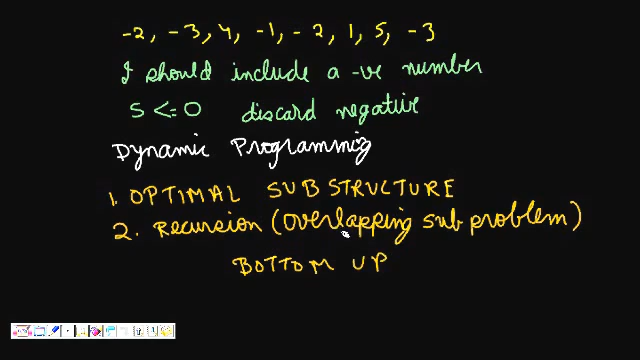 -2, -3, 4, -1, -2, 1, 5, -3
I should include a -ve number
S <= 0 discard negative
Dynamic Programming
1. OPTIMAL SUBSTRUCTURE
2. Recursion (Overlapping sub problem)
BOTTOM UP